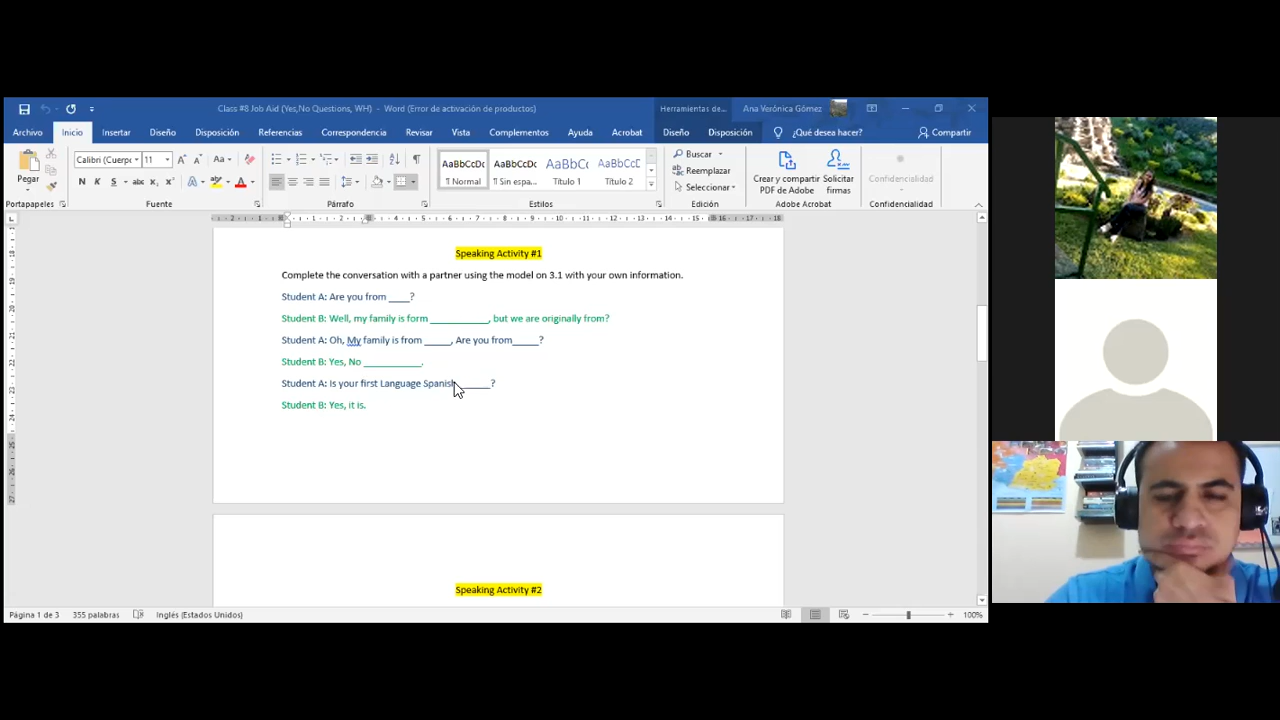 Class #8 Job Aid (Yes,No Questions, WH) - Word (Error de activación de productos)
Herramientas de...
Ana Verónica Gómez
Archivo Inicio Insertar Diseño Disposición Referencias Correspondencia Revisar Vista Complementos Ayuda Acrobat Diseño Disposición ¿Qué desea hacer? Compartir
Pegar
Calibri (Cuerpo 11
N K S
AaBbCcDc AaBbCcDc AaBbC( AaBbCcD
¶ Normal ¶ Sin espa... Título 1 Título 2
Buscar
Reemplazar
Seleccionar
Crear y compartir PDF de Adobe
Solicitar firmas
Confidencialidad
Portapapeles Fuente Párrafo Estilos Edición Adobe Acrobat Confidencialidad
Speaking Activity #1
Complete the conversation with a partner using the model on 3.1 with your own information.
Student A: Are you from ____?
Student B: Well, my family is form ___________, but we are originally from?
Student A: Oh, My family is from _____, Are you from_____?
Student B: Yes, No ___________.
Student A: Is your first Language Spanish ______?
Student B: Yes, it is.
Speaking Activity #2
Página 1 de 3 355 palabras Inglés (Estados Unidos) 100%